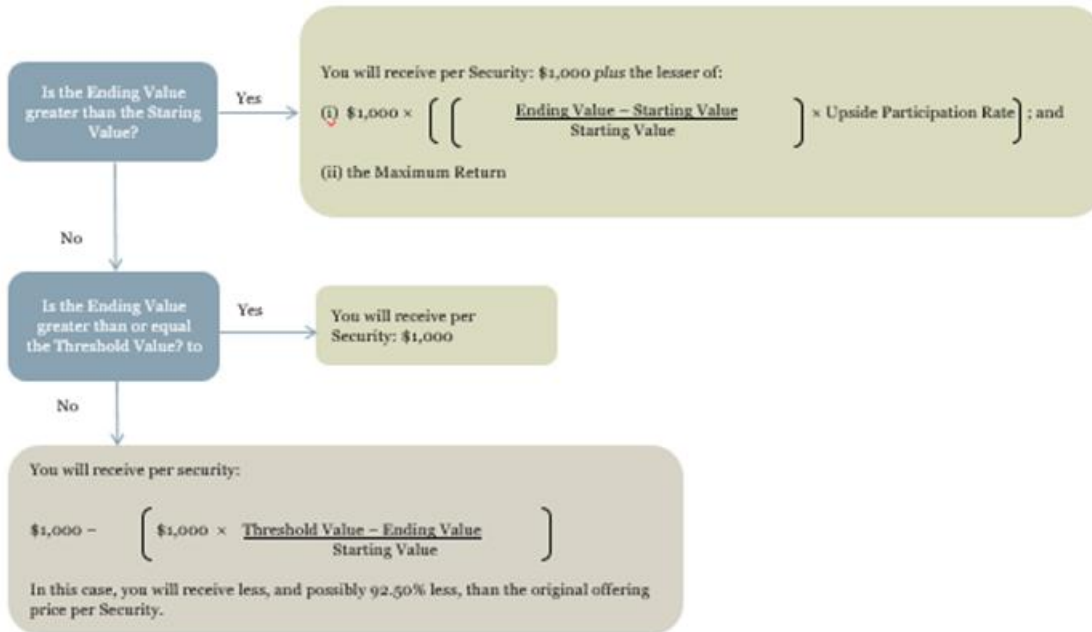 Is the Ending Value
greater than the Staring
Value?
Yes
You will receive per Security: $1,000 plus the lesser of:
(i) $1,000 × ( ( Ending Value – Starting Value
Starting Value
) × Upside Participation Rate ) ; and
(ii) the Maximum Return
No
Is the Ending Value
greater than or equal
the Threshold Value? to
Yes
You will receive per
Security: $1,000
No
You will receive per security:
$1,000 – ( $1,000 × Threshold Value – Ending Value )
Starting Value
In this case, you will receive less, and possibly 92.50% less, than the original offering
price per Security.